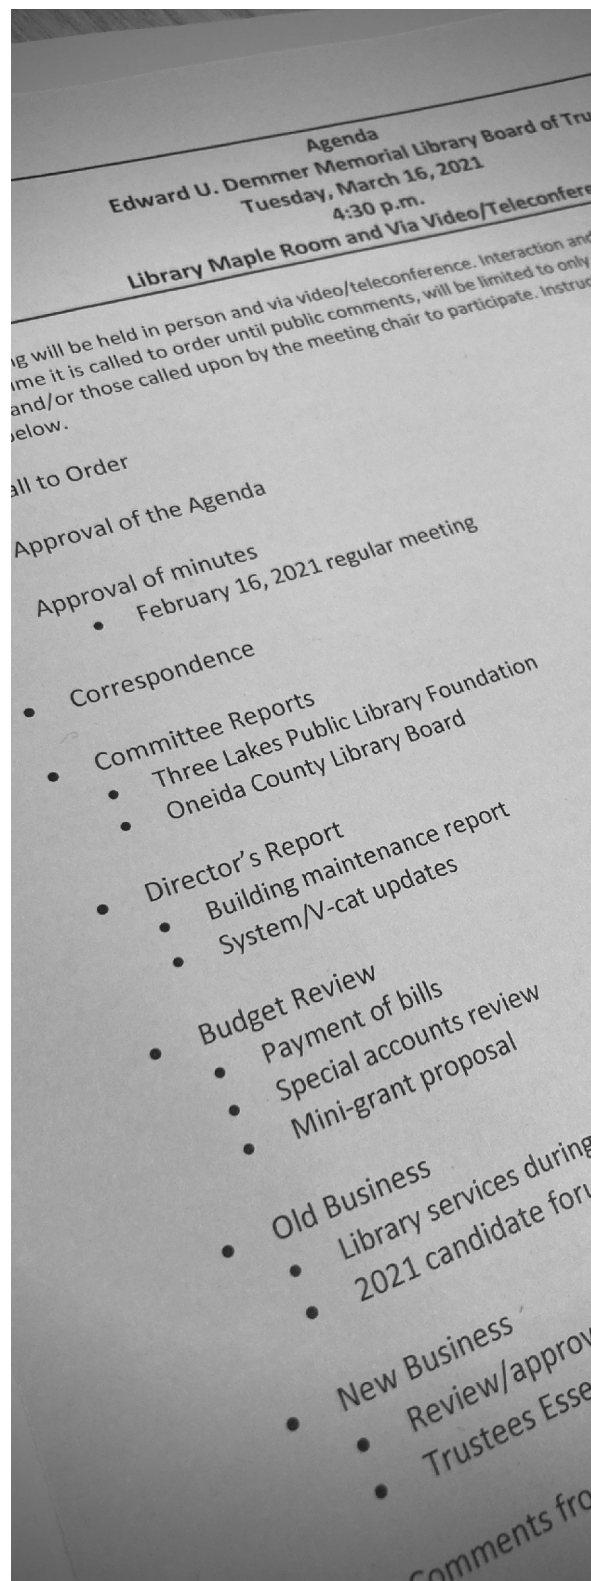 Agenda
Edward U. Demmer Memorial Library Board of
Tuesday, March 16, 2021
4:30 p.m.
Library Maple Room and Via
will be held in person and via video/teleconference. Interaction and
it is called to order until public comments, will be limited to only
and/or those called upon by the meeting chair to participate.
below.
to Order
Approval of the Agenda
Approval of minutes
• February 16, 2021 regular meeting
• Correspondence
• Committee Reports
• Three Lakes Public Library Foundation
• Oneida County Library Board
• Director's Report
• Building maintenance report
• System/V-cat updates
• Budget Review
• Payment of bills
• Special accounts review
• Mini-grant proposal
• Old Business
• Library services during
• 2021 candidate
• New Business
•
• Trustees